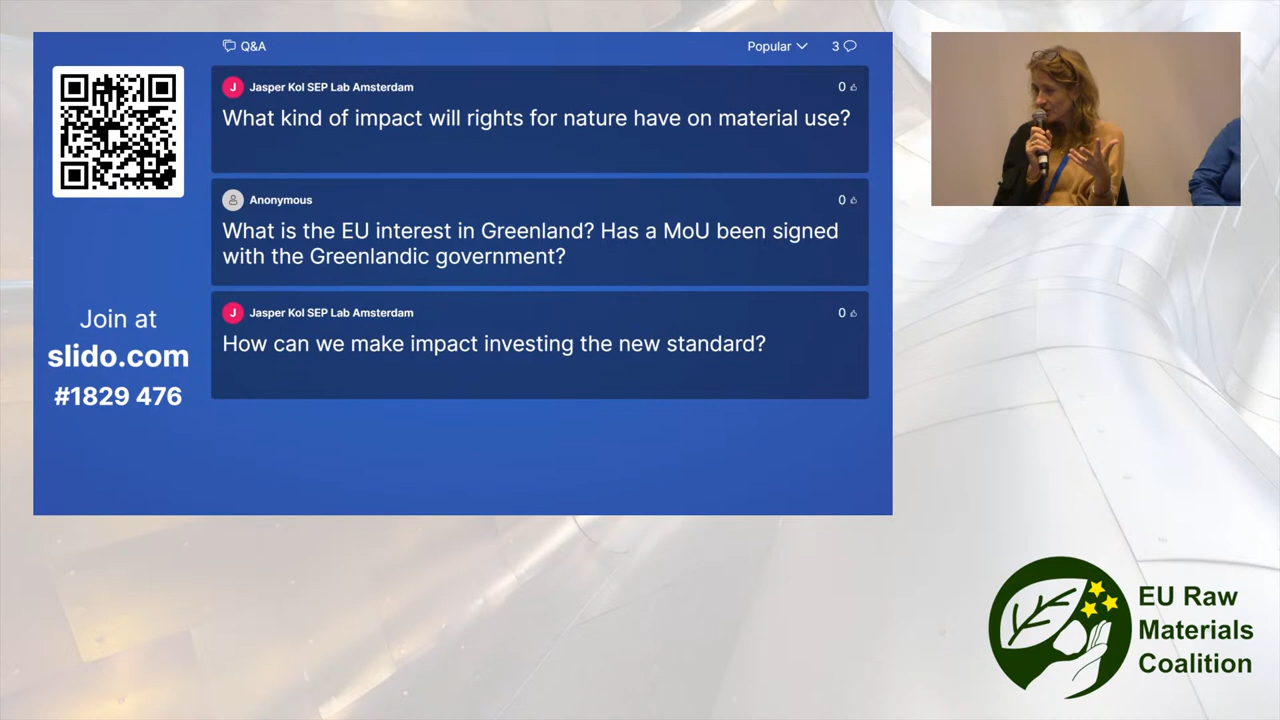 Q&A
Popular
3
J
Jasper Kol SEP Lab Amsterdam
0
What kind of impact will rights for nature have on material use?
Anonymous
0
What is the EU interest in Greenland? Has a MoU been signed
with the Greenlandic government?
J
Jasper Kol SEP Lab Amsterdam
0
How can we make impact investing the new standard?
Join at
slido.com
#1829 476
EU Raw
Materials
Coalition